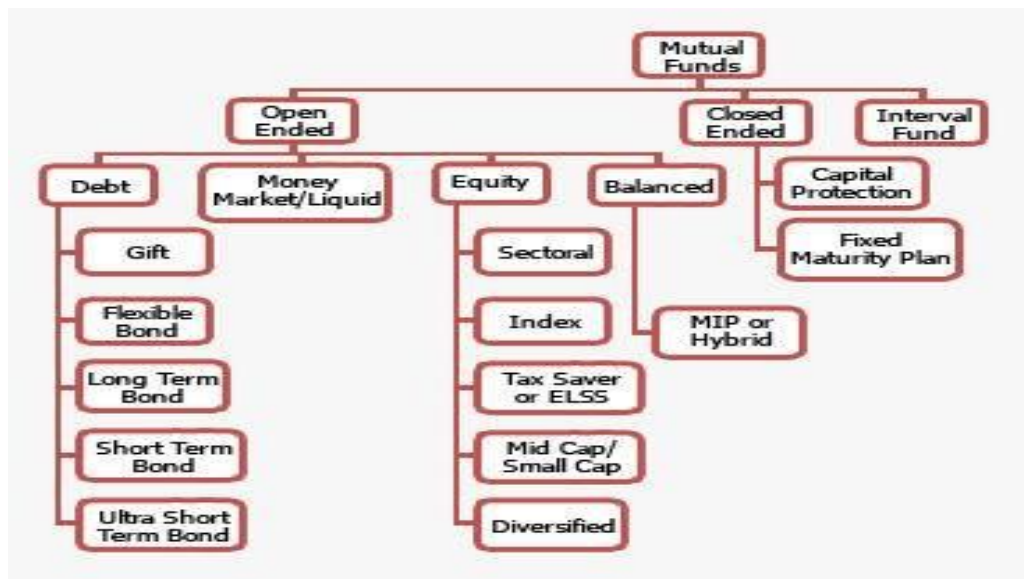 Mutual
Funds
Open
Ended
Closed
Ended
Interval
Fund
Debt
Money
Market/Liquid
Equity
Balanced
Capital
Protection
Fixed
Maturity Plan
Gift
Flexible
Bond
Long Term
Bond
Short Term
Bond
Ultra Short
Term Bond
Sectoral
Index
Tax Saver
or ELSS
Mid Cap/
Small Cap
Diversified
MIP or
Hybrid